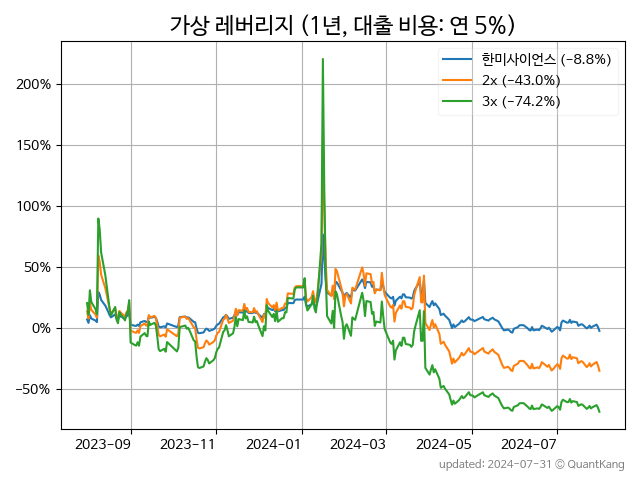 가상 레버리지 (1년, 대출 비용: 연 5%)
한미사이언스 (−8.8%)
2x (−43.0%)
3x (−74.2%)
200%
150%
100%
50%
0%
−50%
2023-09
2023-11
2024-01
2024-03
2024-05
2024-07
updated: 2024-07-31 © QuantKang